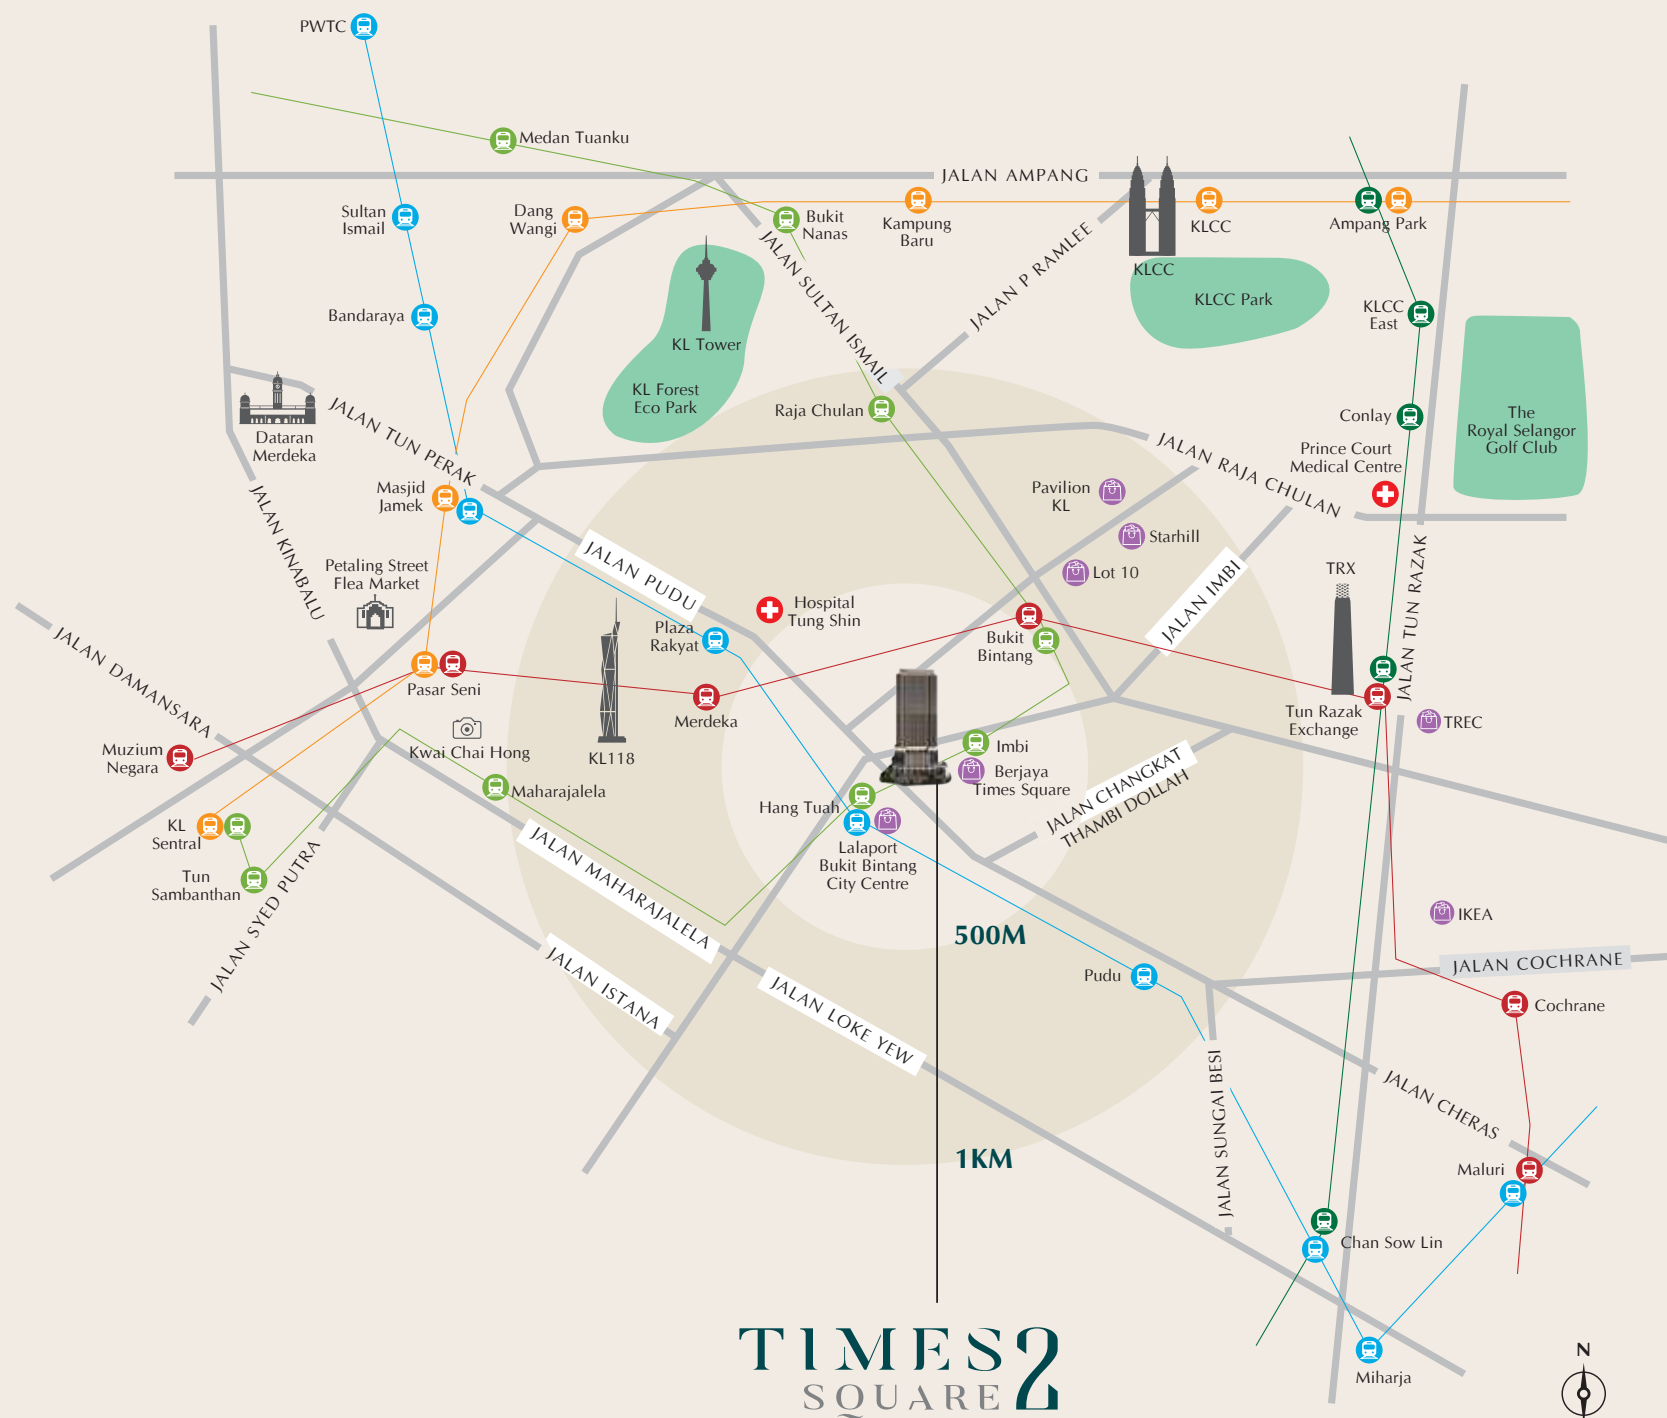 PWTC
Medan Tuanku
JALAN AMPANG
Sultan
Ismail
Dang
Wangi
Bukit
Nanas
Kampung
Baru
KLCC
Ampang Park
JALAN SULTAN ISMAIL
JALAN P RAMLEE
KLCC
KLCC Park
KLCC
East
Bandaraya
KL Tower
KL Forest
Eco Park
Raja Chulan
Conlay
The
Royal Selangor
Golf Club
Dataran
Merdeka
JALAN TUN PERAK
JALAN RAJA CHULAN
Prince Court
Medical Centre
Masjid
Jamek
Pavilion
KL
Starhill
Lot 10
JALAN KINABALU
JALAN PUDU
JALAN IMBI
JALAN TUN RAZAK
TRX
Petaling Street
Flea Market
Hospital
Tung Shin
Plaza
Rakyat
Bukit
Bintang
JALAN DAMANSARA
Pasar Seni
Merdeka
Tun Razak
Exchange
TREC
Muzium
Negara
Kwai Chai Hong
KL118
Imbi
Berjaya
Times Square
JALAN CHANGKAT
THAMBI DOLLAH
Maharajalela
Hang Tuah
KL
Sentral
Lalaport
Bukit Bintang
City Centre
Tun
Sambanthan
JALAN SYED PUTRA
JALAN MAHARAJALELA
JALAN ISTANA
JALAN LOKE YEW
500M
IKEA
JALAN COCHRANE
Pudu
Cochrane
JALAN SUNGAI BESI
JALAN CHERAS
1KM
Maluri
Chan Sow Lin
Miharja
N
TIMES 2
SQUARE